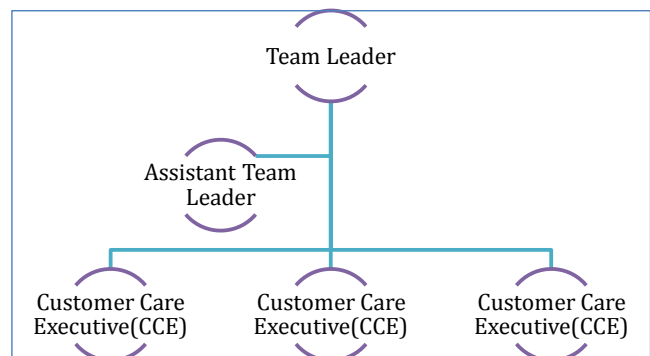 Team Leader
Assistant Team
Leader
Customer Care
Executive(CCE)
Customer Care
Executive(CCE)
Customer Care
Executive(CCE)